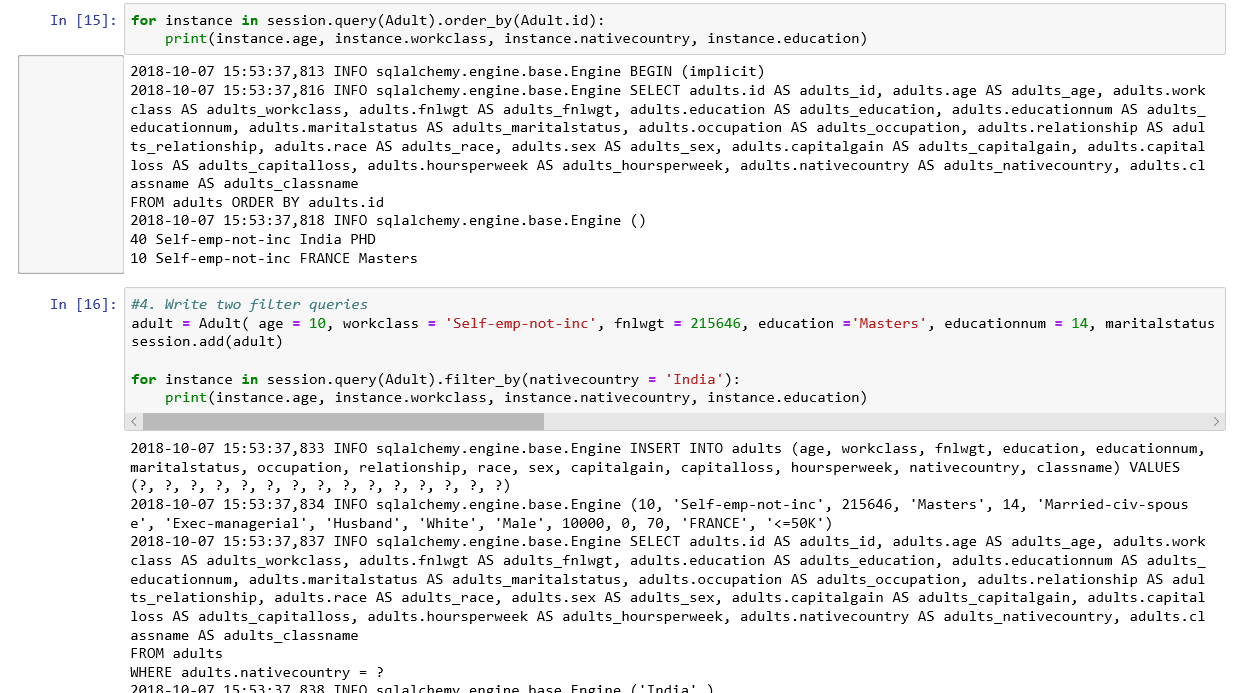 In [15]: for instance in session.query(Adult).order_by(Adult.id):
    print(instance.age, instance.workclass, instance.nativecountry, instance.education)
2018-10-07 15:53:37,813 INFO sqlalchemy.engine.base.Engine BEGIN (implicit)
2018-10-07 15:53:37,816 INFO sqlalchemy.engine.base.Engine SELECT adults.id AS adults_id, adults.age AS adults_age, adults.work
class AS adults_workclass, adults.fnlwgt AS adults_fnlwgt, adults.education AS adults_education, adults.educationnum AS adults_
educationnum, adults.maritalstatus AS adults_maritalstatus, adults.occupation AS adults_occupation, adults.relationship AS adul
ts_relationship, adults.race AS adults_race, adults.sex AS adults_sex, adults.capitalgain AS adults_capitalgain, adults.capital
loss AS adults_capitalloss, adults.hoursperweek AS adults_hoursperweek, adults.nativecountry AS adults_nativecountry, adults.cl
assname AS adults_classname
FROM adults ORDER BY adults.id
2018-10-07 15:53:37,818 INFO sqlalchemy.engine.base.Engine ()
40 Self-emp-not-inc India PHD
10 Self-emp-not-inc FRANCE Masters
In [16]: #4. Write two filter queries
adult = Adult( age = 10, workclass = 'Self-emp-not-inc', fnlwgt = 215646, education ='Masters', educationnum = 14, maritalstatus
session.add(adult)
for instance in session.query(Adult).filter_by(nativecountry = 'India'):
    print(instance.age, instance.workclass, instance.nativecountry, instance.education)
2018-10-07 15:53:37,833 INFO sqlalchemy.engine.base.Engine INSERT INTO adults (age, workclass, fnlwgt, education, educationnum,
maritalstatus, occupation, relationship, race, sex, capitalgain, capitalloss, hoursperweek, nativecountry, classname) VALUES
(?, ?, ?, ?, ?, ?, ?, ?, ?, ?, ?, ?, ?, ?, ?)
2018-10-07 15:53:37,834 INFO sqlalchemy.engine.base.Engine (10, 'Self-emp-not-inc', 215646, 'Masters', 14, 'Married-civ-spous
e', 'Exec-managerial', 'Husband', 'White', 'Male', 10000, 0, 70, 'FRANCE', '<=50K')
2018-10-07 15:53:37,837 INFO sqlalchemy.engine.base.Engine SELECT adults.id AS adults_id, adults.age AS adults_age, adults.work
class AS adults_workclass, adults.fnlwgt AS adults_fnlwgt, adults.education AS adults_education, adults.educationnum AS adults_
educationnum, adults.maritalstatus AS adults_maritalstatus, adults.occupation AS adults_occupation, adults.relationship AS adul
ts_relationship, adults.race AS adults_race, adults.sex AS adults_sex, adults.capitalgain AS adults_capitalgain, adults.capital
loss AS adults_capitalloss, adults.hoursperweek AS adults_hoursperweek, adults.nativecountry AS adults_nativecountry, adults.cl
assname AS adults_classname
FROM adults
WHERE adults.nativecountry = ?
2018-10-07 15:53:37,838 INFO sqlalchemy.engine.base.Engine ('India',)